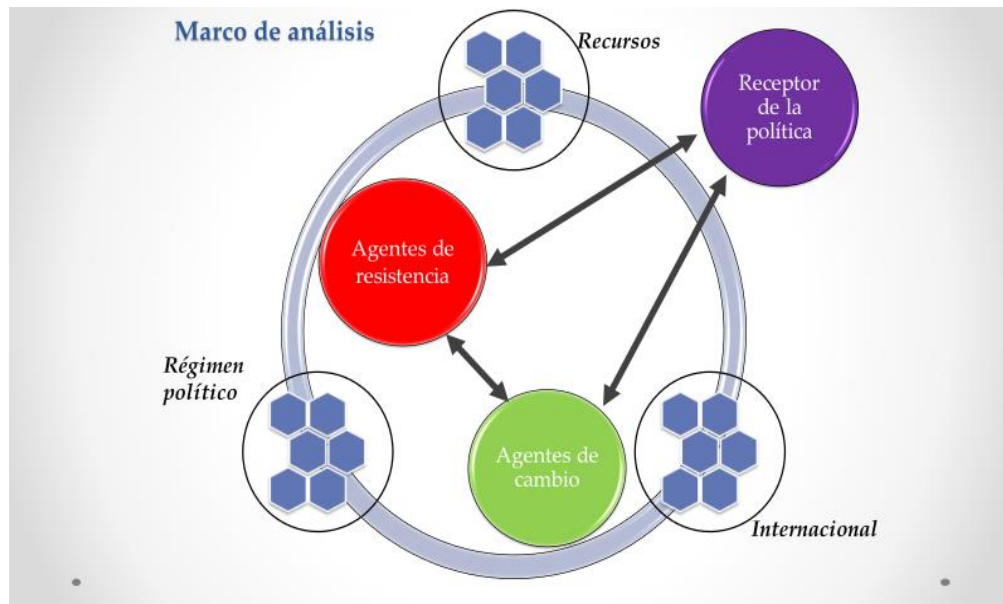 Marco de análisis
Recursos
Receptor
de la
política
Agentes de
resistencia
Régimen
político
Agentes de
cambio
Internacional